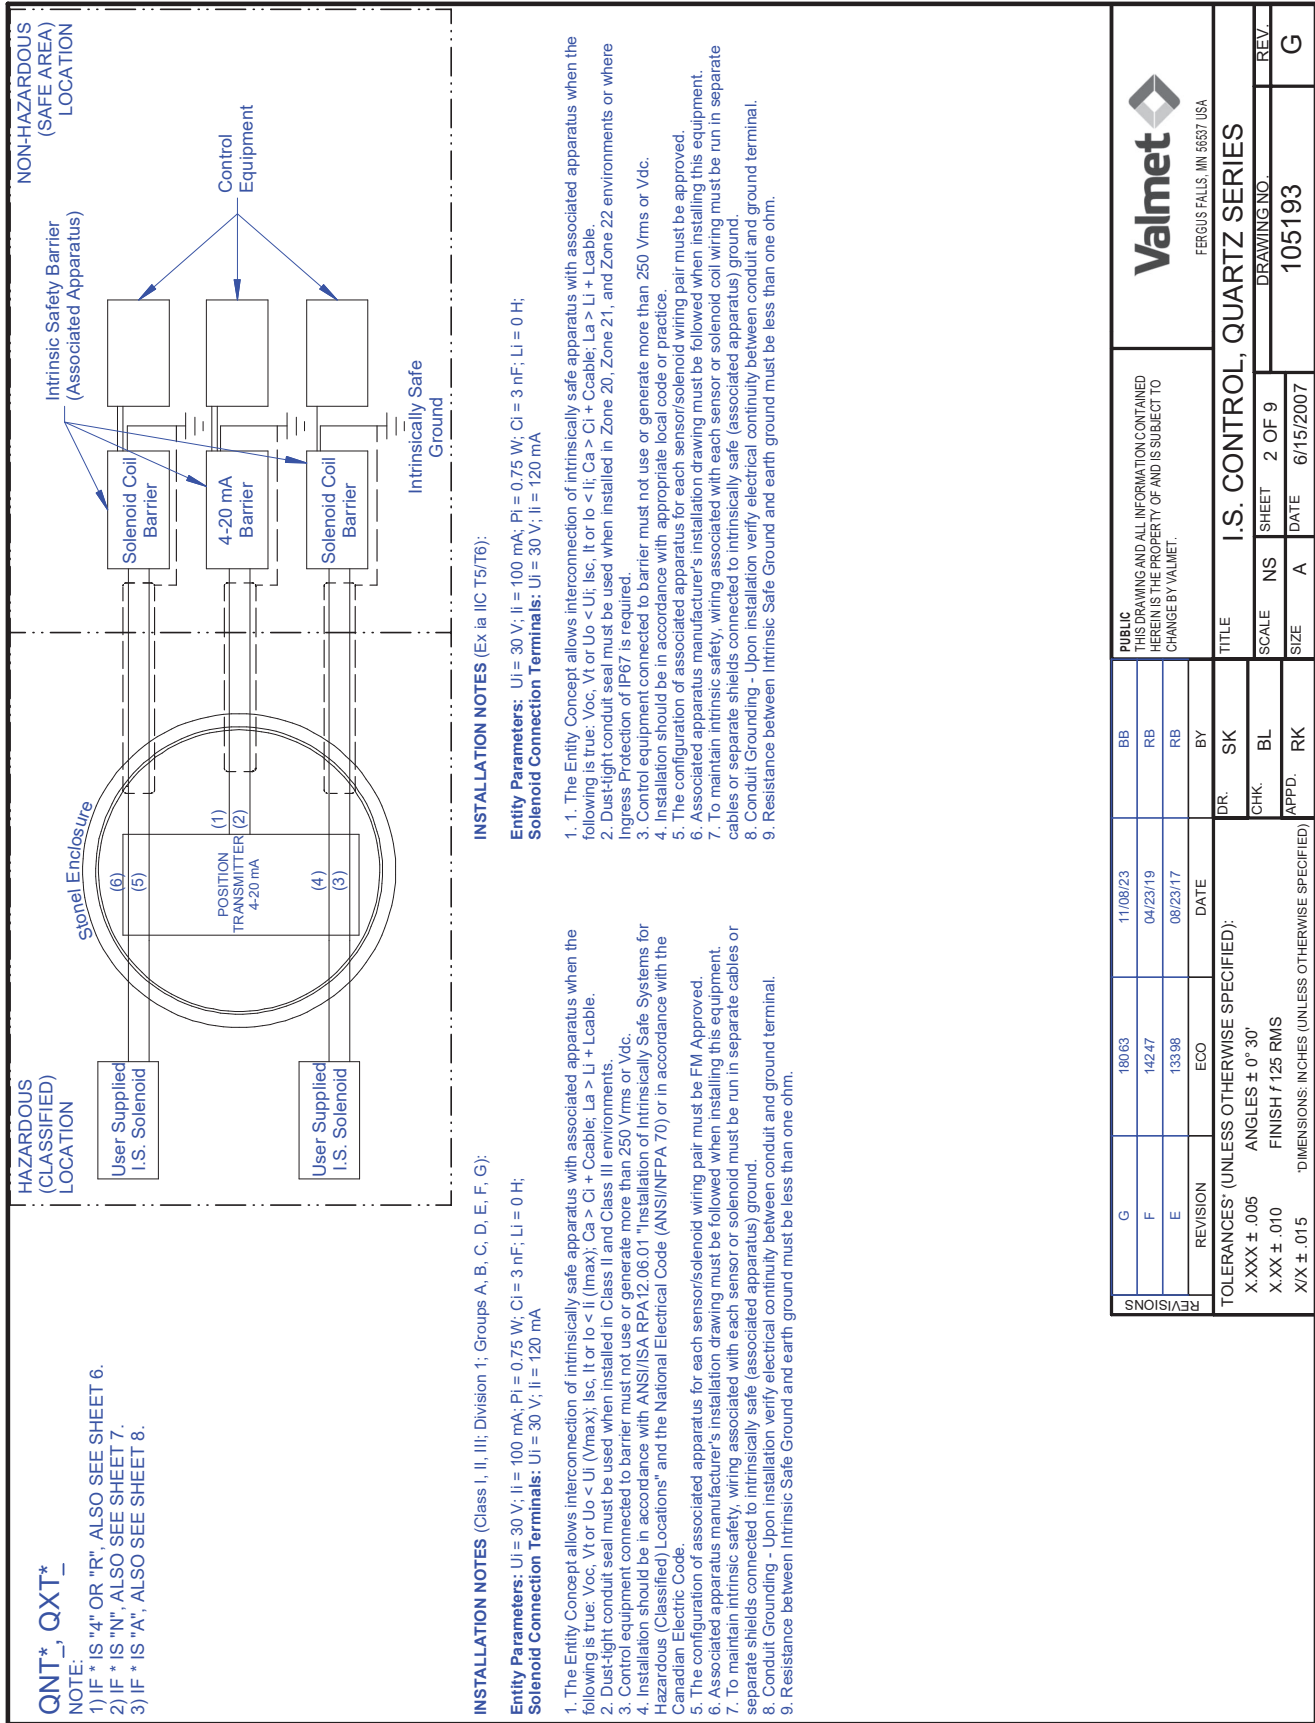 QNT*_, QXT*_
NOTE:
1) IF * IS "4" OR "R", ALSO SEE SHEET 6.
2) IF * IS "N", ALSO SEE SHEET 7.
3) IF * IS "A", ALSO SEE SHEET 8.
HAZARDOUS
(CLASSIFIED)
LOCATION
NON-HAZARDOUS
(SAFE AREA)
LOCATION
User Supplied
I.S. Solenoid
User Supplied
I.S. Solenoid
Stonel Enclosure
(6)
(5)
POSITION
TRANSMITTER
4-20 mA
(1)
(2)
(4)
(3)
Solenoid Coil
Barrier
4-20 mA
Barrier
Solenoid Coil
Barrier
Intrinsic Safety Barrier
(Associated Apparatus)
Control
Equipment
Intrinsically Safe
Ground
INSTALLATION NOTES (Class I, II, III; Division 1; Groups A, B, C, D, E, F, G):
Entity Parameters: Ui = 30 V; Ii = 100 mA; Pi = 0.75 W; Ci = 3 nF; Li = 0 H;
Solenoid Connection Terminals: Ui = 30 V; Ii = 120 mA
1. The Entity Concept allows interconnection of intrinsically safe apparatus with associated apparatus when the
following is true: Voc, Vt or Uo < Ui (Vmax); Isc, It or Io < Ii (Imax); Ca > Ci + Ccable; La > Li + Lcable.
2. Dust-tight conduit seal must be used when installed in Class II and Class III environments.
3. Control equipment connected to barrier must not use or generate more than 250 Vrms or Vdc.
4. Installation should be in accordance with ANSI/ISA RPA12.06.01 "Installation of Intrinsically Safe Systems for
Hazardous (Classified) Locations" and the National Electrical Code (ANSI/NFPA 70) or in accordance with the
Canadian Electric Code.
5. The configuration of associated apparatus for each sensor/solenoid wiring pair must be FM Approved.
6. Associated apparatus manufacturer's installation drawing must be followed when installing this equipment.
7. To maintain intrinsic safety, wiring associated with each sensor or solenoid must be run in separate cables or
separate shields connected to intrinsically safe (associated apparatus) ground.
8. Conduit Grounding - Upon installation verify electrical continuity between conduit and ground terminal.
9. Resistance between Intrinsic Safe Ground and earth ground must be less than one ohm.
INSTALLATION NOTES (Ex ia IIC T5/T6):
Entity Parameters: Ui = 30 V; Ii = 100 mA; Pi = 0.75 W; Ci = 3 nF; Li = 0 H;
Solenoid Connection Terminals: Ui = 30 V; Ii = 120 mA
1. 1. The Entity Concept allows interconnection of intrinsically safe apparatus with associated apparatus when the
following is true: Voc, Vt or Uo < Ui; Isc, It or Io < Ii; Ca > Ci + Ccable; La > Li + Lcable.
2. Dust-tight conduit seal must be used when installed in Zone 20, Zone 21, and Zone 22 environments or where
Ingress Protection of IP67 is required.
3. Control equipment connected to barrier must not use or generate more than 250 Vrms or Vdc.
4. Installation should be in accordance with appropriate local code or practice.
5. The configuration of associated apparatus for each sensor/solenoid wiring pair must be approved.
6. Associated apparatus manufacturer's installation drawing must be followed when installing this equipment.
7. To maintain intrinsic safety, wiring associated with each sensor or solenoid coil wiring must be run in separate
cables or separate shields connected to intrinsically safe (associated apparatus) ground.
8. Conduit Grounding - Upon installation verify electrical continuity between conduit and ground terminal.
9. Resistance between Intrinsic Safe Ground and earth ground must be less than one ohm.
REVISIONS
G 18063 11/08/23 BB
F 14247 04/23/19 RB
E 13398 08/23/17 RB
REVISION ECO DATE BY
TOLERANCES* (UNLESS OTHERWISE SPECIFIED):
X.XXX ± .005 ANGLES ± 0° 30'
X.XX ± .010 FINISH f 125 RMS
X/X ± .015 *DIMENSIONS: INCHES (UNLESS OTHERWISE SPECIFIED)
DR. SK
CHK. BL
APPD. RK
PUBLIC
THIS DRAWING AND ALL INFORMATION CONTAINED
HEREIN IS THE PROPERTY OF AND IS SUBJECT TO
CHANGE BY VALMET.
Valmet
FERGUS FALLS, MN 56537 USA
TITLE
I.S. CONTROL, QUARTZ SERIES
SCALE NS
SHEET 2 OF 9
DRAWING NO.
105193
REV.
G
SIZE A
DATE 6/15/2007